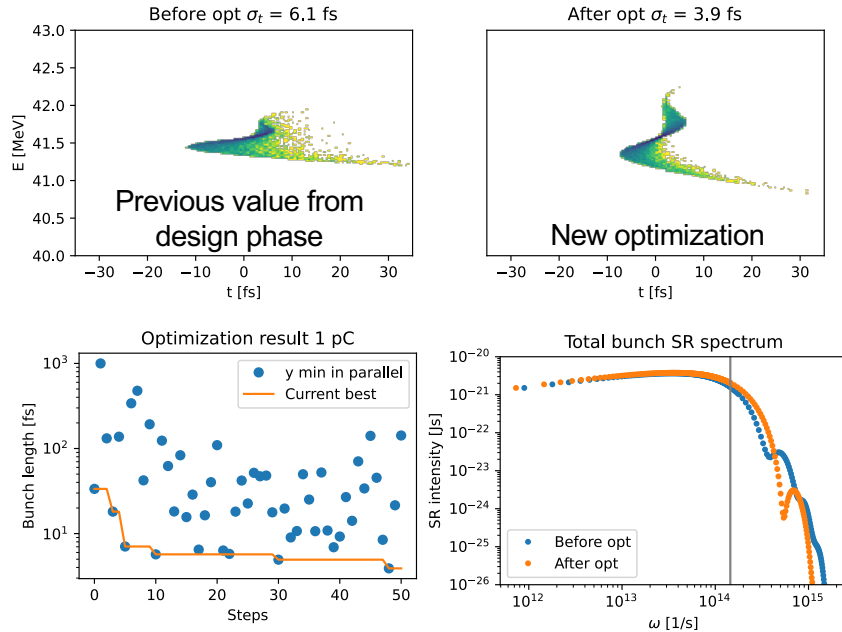 Before opt σt = 6.1 fs
43.0
42.5
42.0
41.5
41.0
40.5
40.0
E [MeV]
Previous value from
design phase
−30 −20 −10 0 10 20 30
t [fs]
After opt σt = 3.9 fs
New optimization
−30 −20 −10 0 10 20 30
t [fs]
Optimization result 1 pC
10³
10²
10¹
Bunch length [fs]
y min in parallel
Current best
0 10 20 30 40 50
Steps
Total bunch SR spectrum
10⁻²⁰
10⁻²¹
10⁻²²
10⁻²³
10⁻²⁴
10⁻²⁵
10⁻²⁶
SR intensity [Js]
Before opt
After opt
10¹² 10¹³ 10¹⁴ 10¹⁵
ω [1/s]